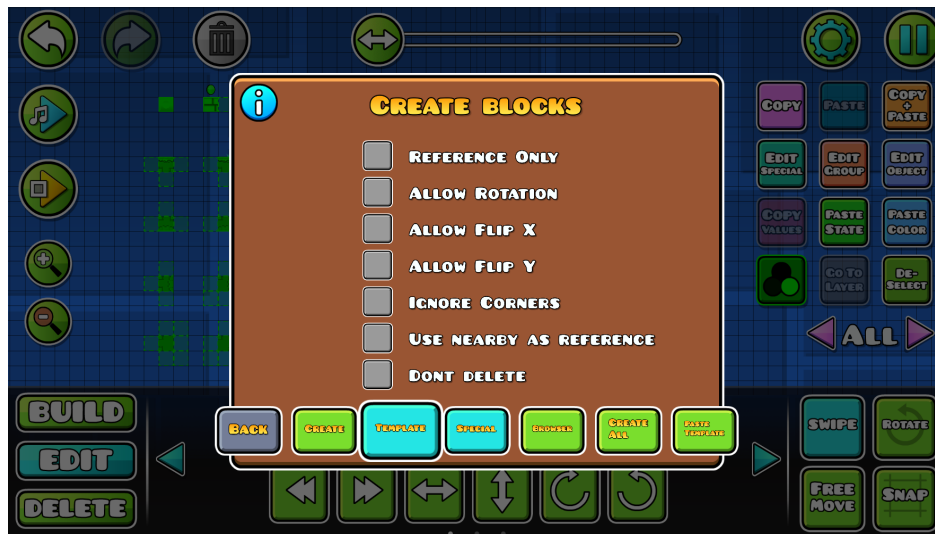 CREATE BLOCKS
REFERENCE ONLY
ALLOW ROTATION
ALLOW FLIP X
ALLOW FLIP Y
IGNORE CORNERS
USE NEARBY AS REFERENCE
DONT DELETE
BACK
CREATE
TEMPLATE
SPECIAL
BROWSER
CREATE
ALL
PASTE
TEMPLATE
COPY
PASTE
COPY
+
PASTE
EDIT
SPECIAL
EDIT
GROUP
EDIT
OBJECT
COPY
VALUES
PASTE
STATE
PASTE
COLOR
GO TO
LAYER
DE-
SELECT
ALL
BUILD
EDIT
DELETE
SWIPE
ROTATE
FREE
MOVE
SNAP